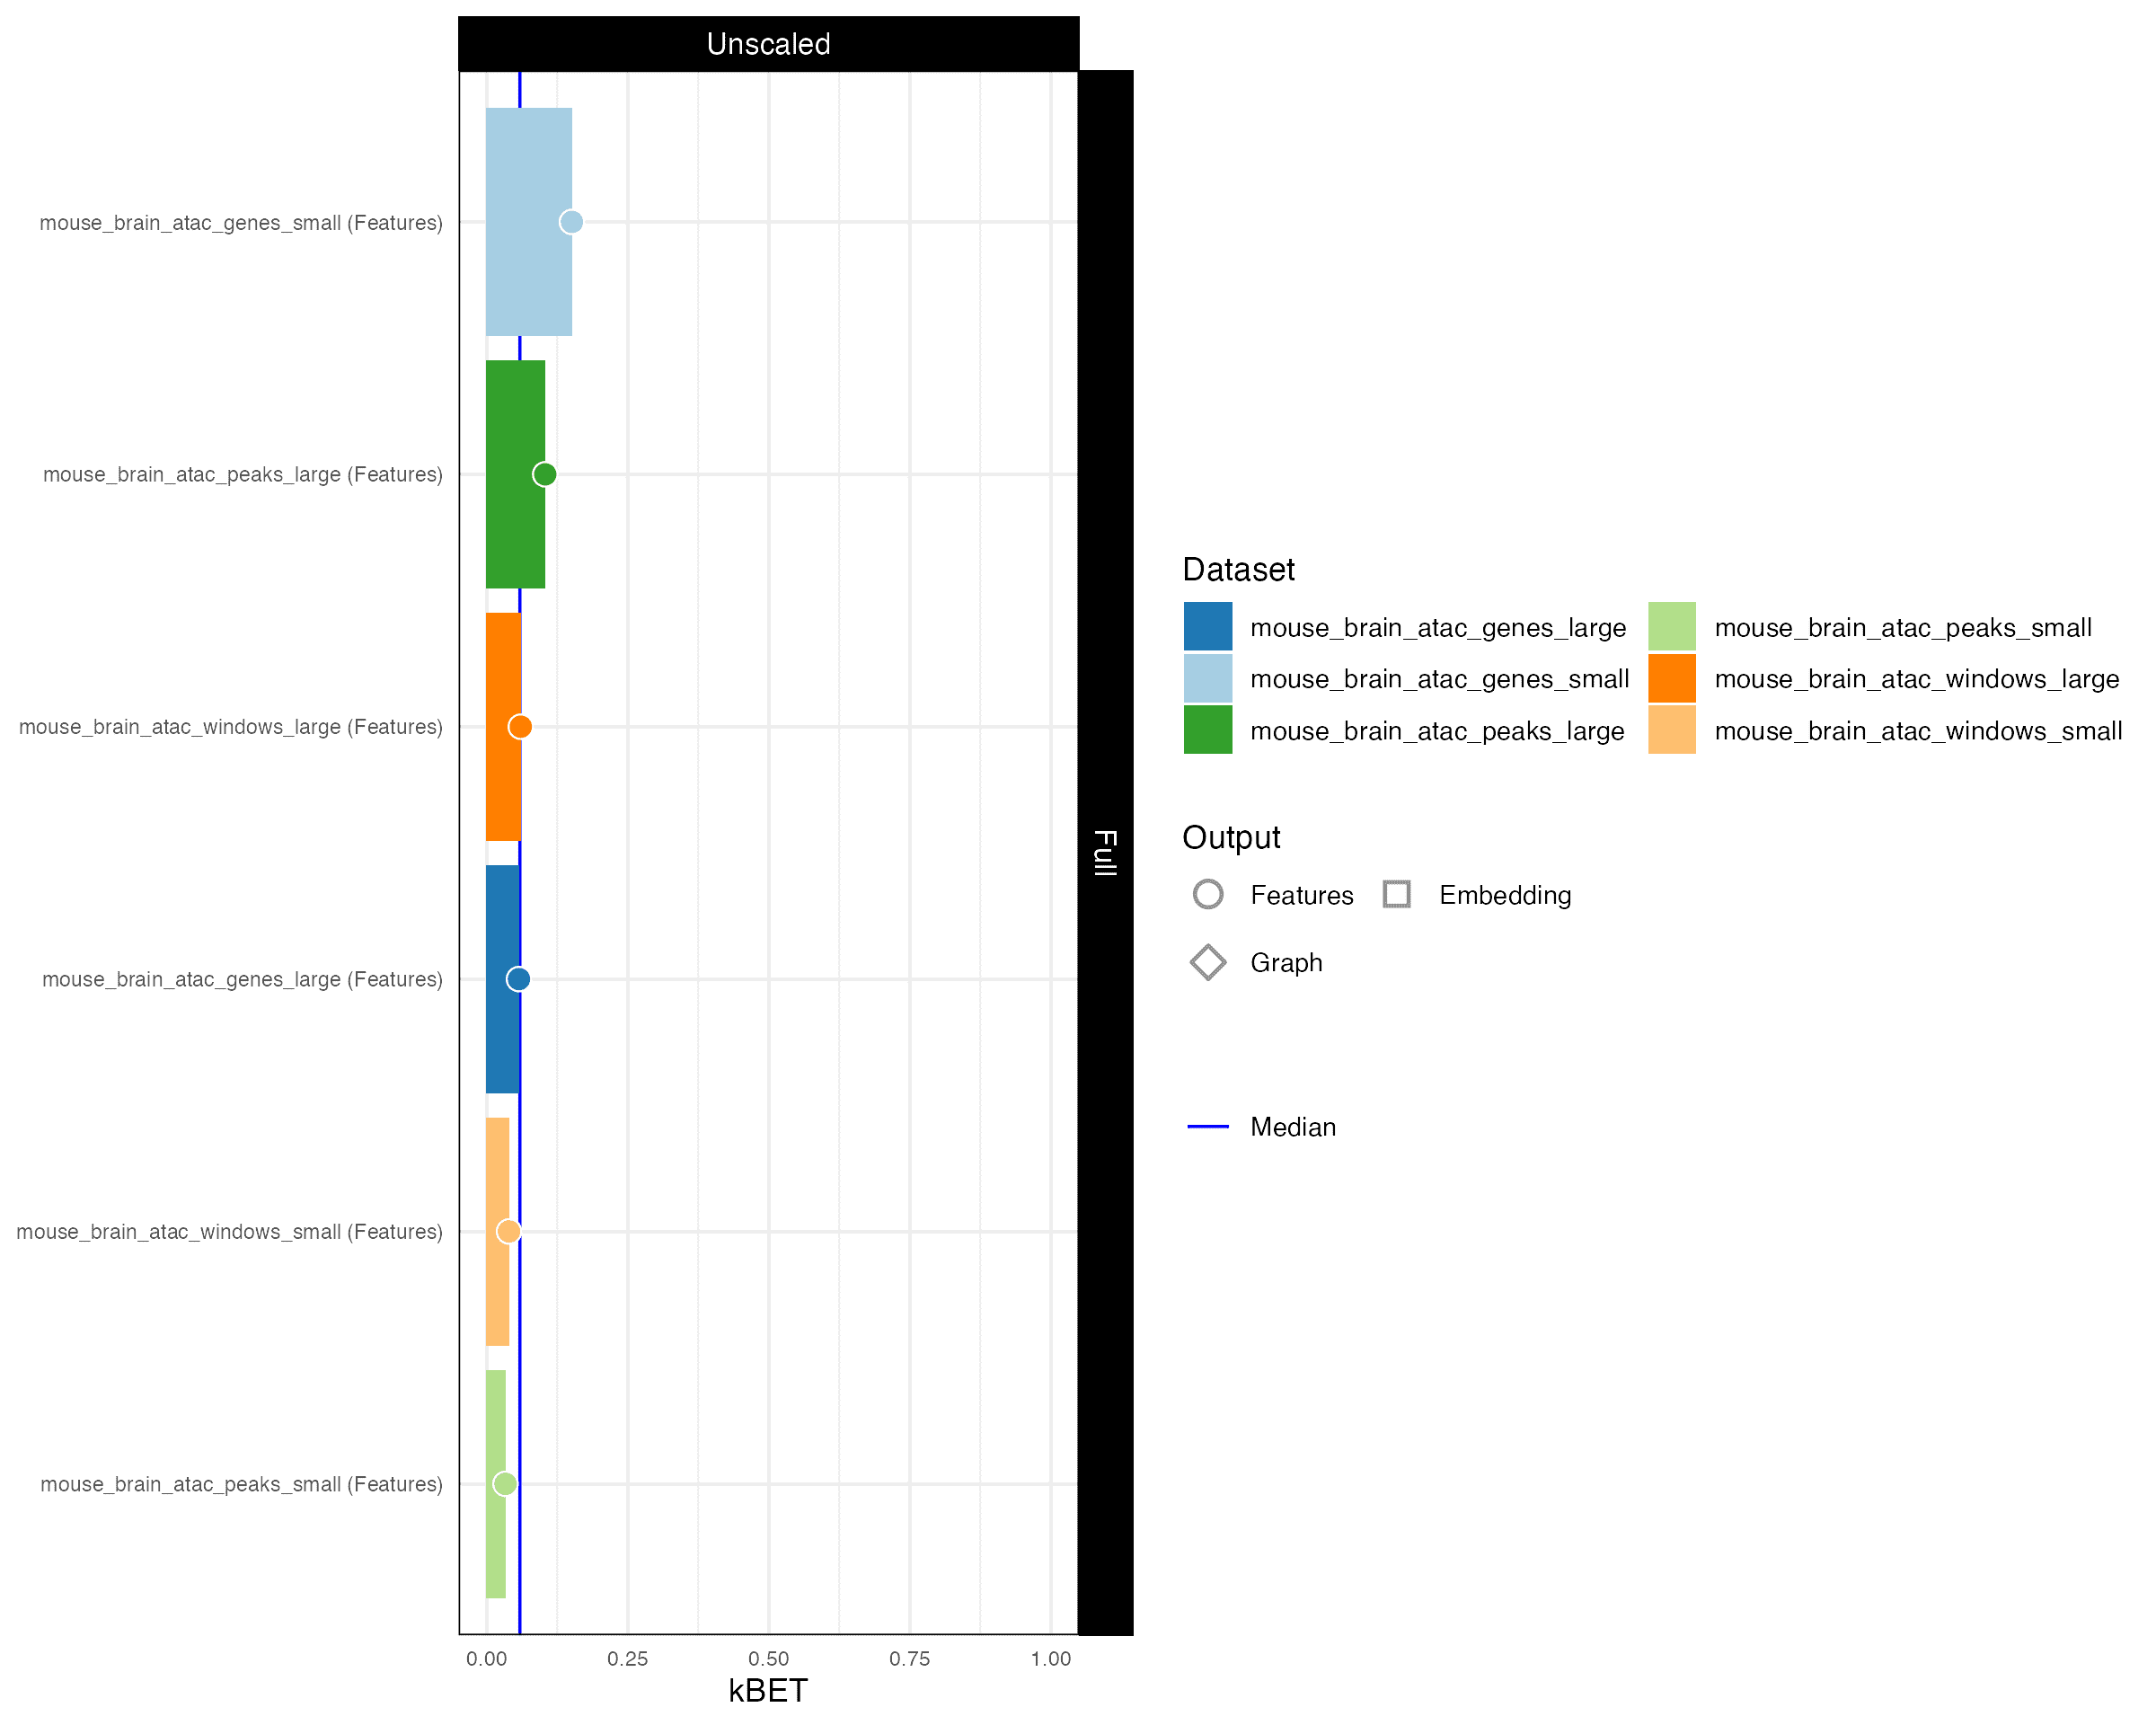 Unscaled
mouse_brain_atac_genes_small (Features)
mouse_brain_atac_peaks_large (Features)
mouse_brain_atac_windows_large (Features)
mouse_brain_atac_genes_large (Features)
mouse_brain_atac_windows_small (Features)
mouse_brain_atac_peaks_small (Features)
0.00 0.25 0.50 0.75 1.00
kBET
Full
Dataset
mouse_brain_atac_genes_large mouse_brain_atac_peaks_small
mouse_brain_atac_genes_small mouse_brain_atac_windows_large
mouse_brain_atac_peaks_large mouse_brain_atac_windows_small
Output
Features Embedding
Graph
Median